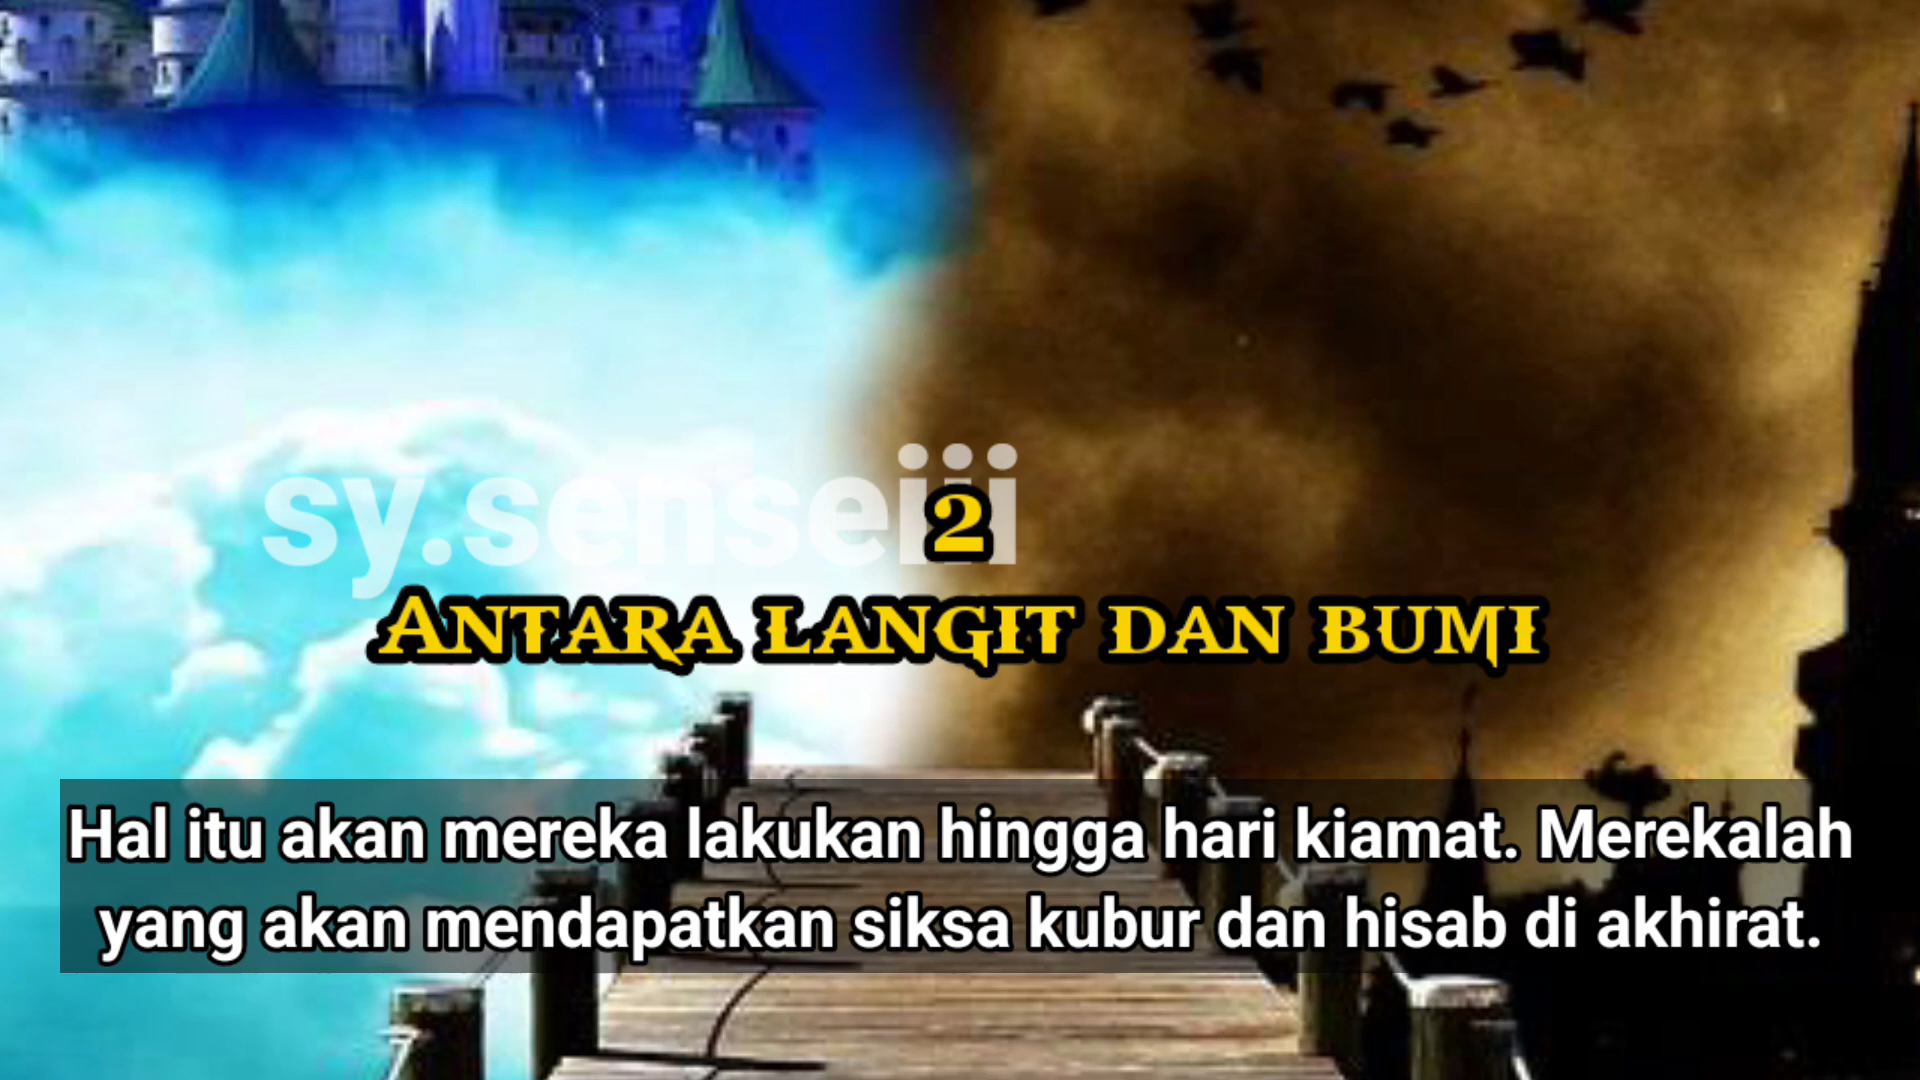 sy.senseiii
2
Antara langit dan bumi
Hal itu akan mereka lakukan hingga hari kiamat. Merekalah
yang akan mendapatkan siksa kubur dan hisab di akhirat.